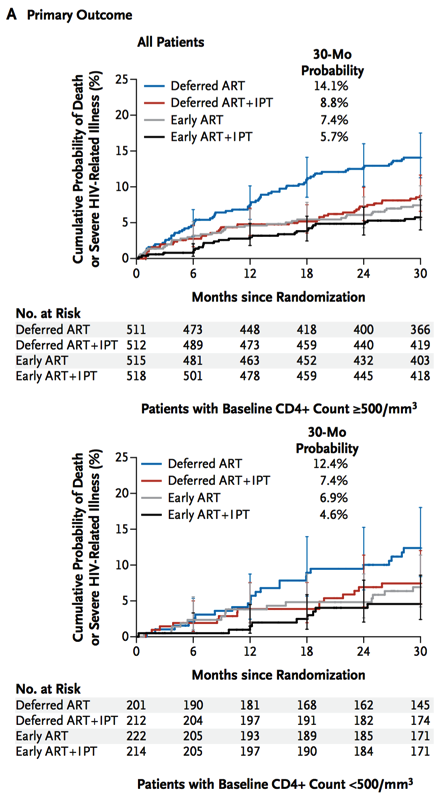 A Primary Outcome
All Patients
Cumulative Probability of Death
or Severe HIV-Related Illness (%)
30-Mo
Probability
Deferred ART 14.1%
Deferred ART+IPT 8.8%
Early ART 7.4%
Early ART+IPT 5.7%
25
20
15
10
5
0
0 6 12 18 24 30
Months since Randomization
No. at Risk
Deferred ART 511 473 448 418 400 366
Deferred ART+IPT 512 489 473 459 440 419
Early ART 515 481 463 452 432 403
Early ART+IPT 518 501 478 459 445 418
Patients with Baseline CD4+ Count ≥500/mm³
Cumulative Probability of Death
or Severe HIV-Related Illness (%)
30-Mo
Probability
Deferred ART 12.4%
Deferred ART+IPT 7.4%
Early ART 6.9%
Early ART+IPT 4.6%
25
20
15
10
5
0
0 6 12 18 24 30
Months since Randomization
No. at Risk
Deferred ART 201 190 181 168 162 145
Deferred ART+IPT 212 204 197 191 182 174
Early ART 222 205 193 189 185 171
Early ART+IPT 214 205 197 190 184 171
Patients with Baseline CD4+ Count <500/mm³